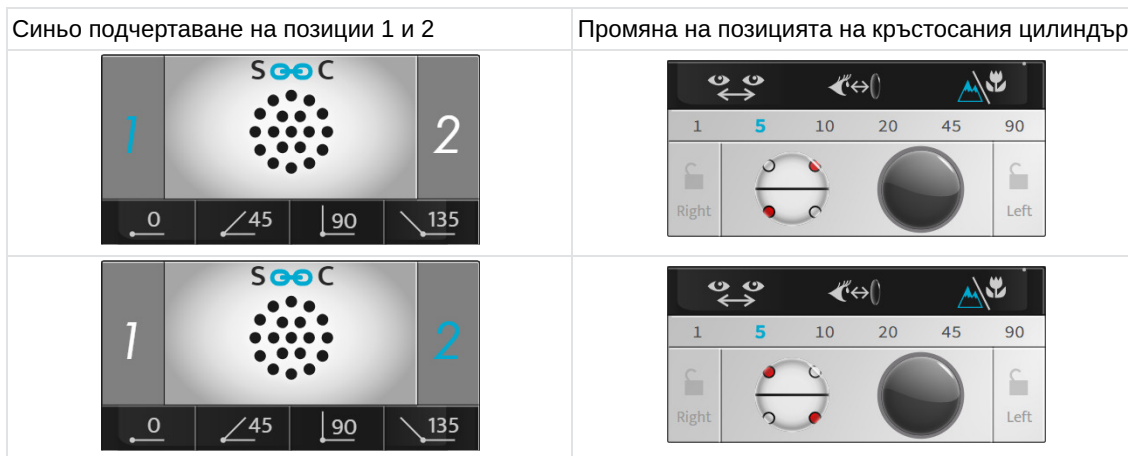 Синьо подчертаване на позиции 1 и 2
Промяна на позицията на кръстосания цилиндър
S C
1
2
0 45 90 135
1 5 10 20 45 90
Right
Left
S C
1
2
0 45 90 135
1 5 10 20 45 90
Right
Left